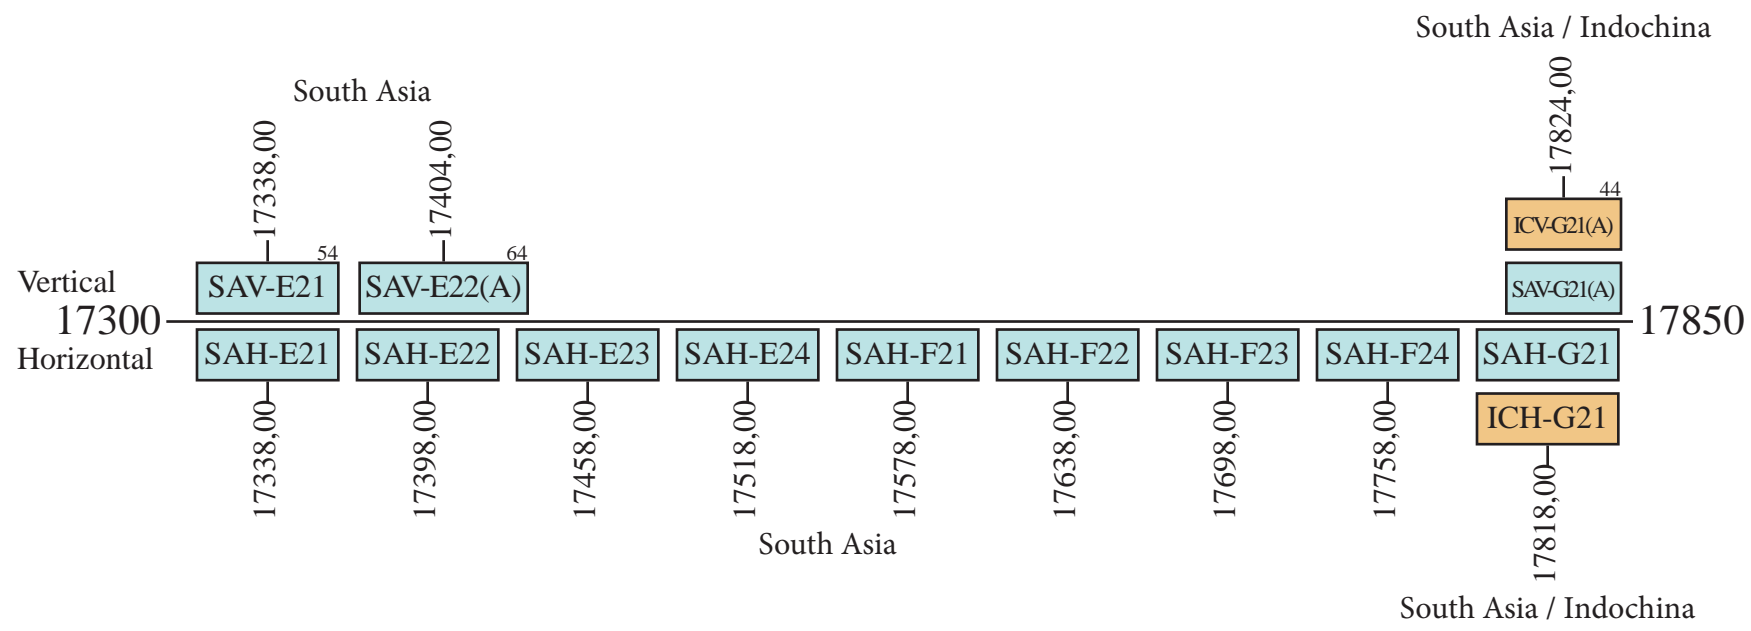 South Asia / Indochina
17824,00
South Asia
17338,00
17404,00
44
ICV-G21(A)
54
64
Vertical
SAV-E21
SAV-E22(A)
SAV-G21(A)
17300
17850
Horizontal
SAH-E21
SAH-E22
SAH-E23
SAH-E24
SAH-F21
SAH-F22
SAH-F23
SAH-F24
SAH-G21
ICH-G21
17338,00
17398,00
17458,00
17518,00
17578,00
17638,00
17698,00
17758,00
17818,00
South Asia
South Asia / Indochina